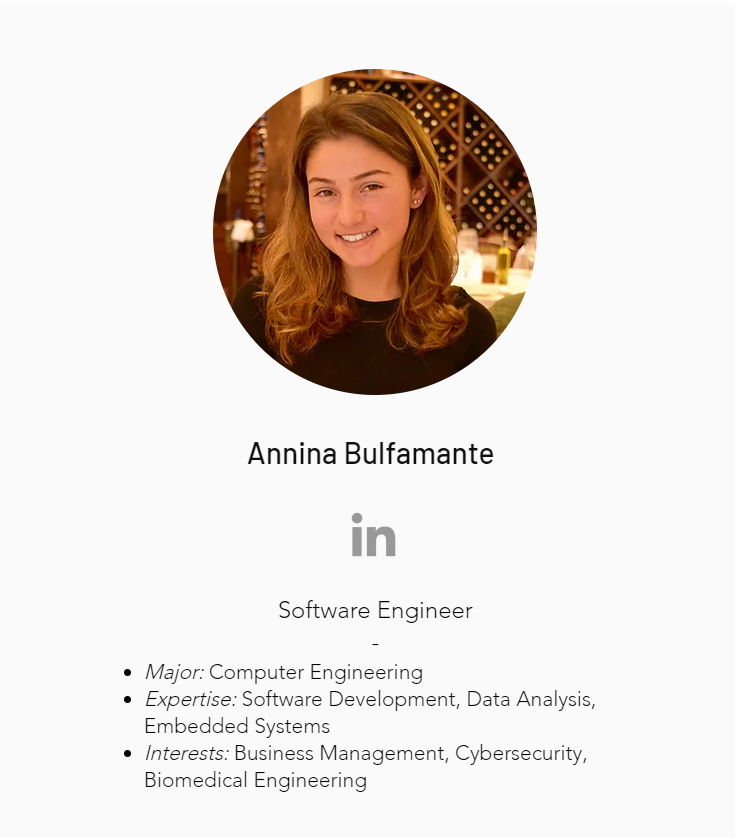 Annina Bulfamante
in
Software Engineer
-
• Major: Computer Engineering
• Expertise: Software Development, Data Analysis,
Embedded Systems
• Interests: Business Management, Cybersecurity,
Biomedical Engineering